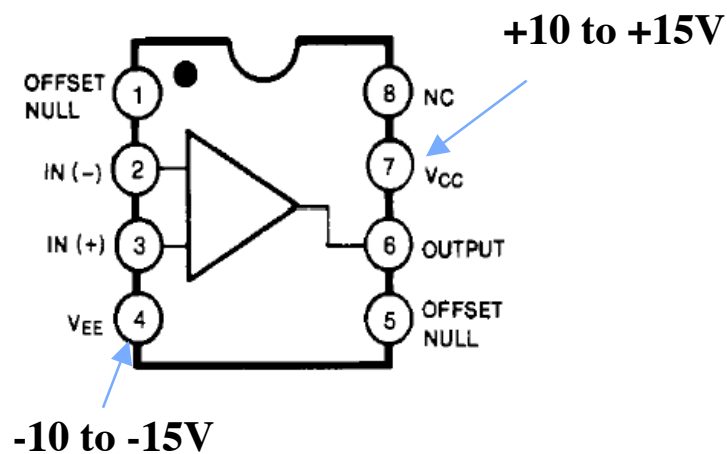 +10 to +15V
OFFSET
NULL
1
8
NC
IN (-)
2
7
VCC
IN (+)
3
6
OUTPUT
VEE
4
5
OFFSET
NULL
-10 to -15V